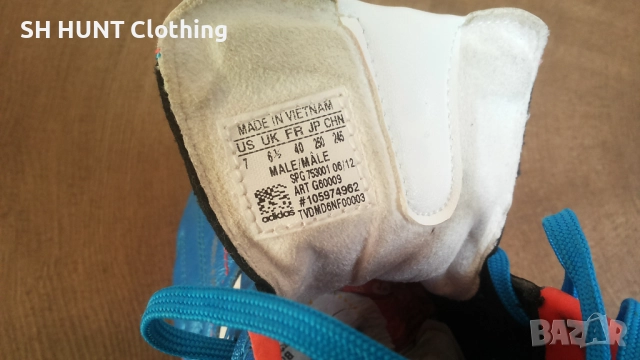 SH HUNT Clothing
MADE IN VIETNAM
US UK FR JP CHN
7 6½ 40 250 245
MALE/MÂLE
SPG 753001 06/12
ART G60009
#105974962
adidas TVDMD6NF00003
BAZAR